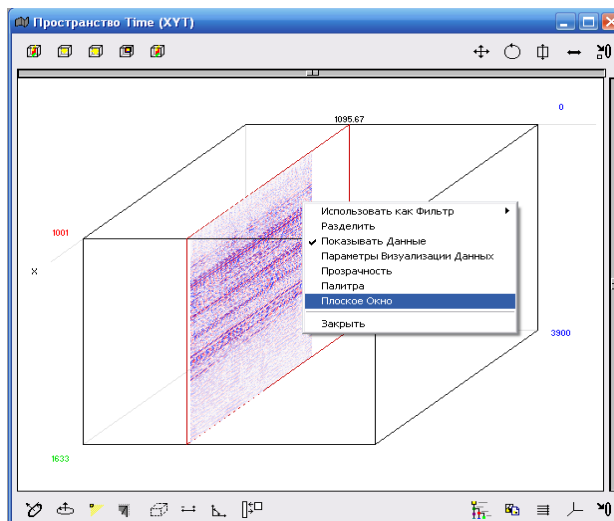 Пространство Time (XYT)
0
1095.67
1001
X
Использовать как Фильтр
Разделить
Показывать Данные
Параметры Визуализации Данных
Прозрачность
Палитра
Плоское Окно
Закрыть
3900
1633